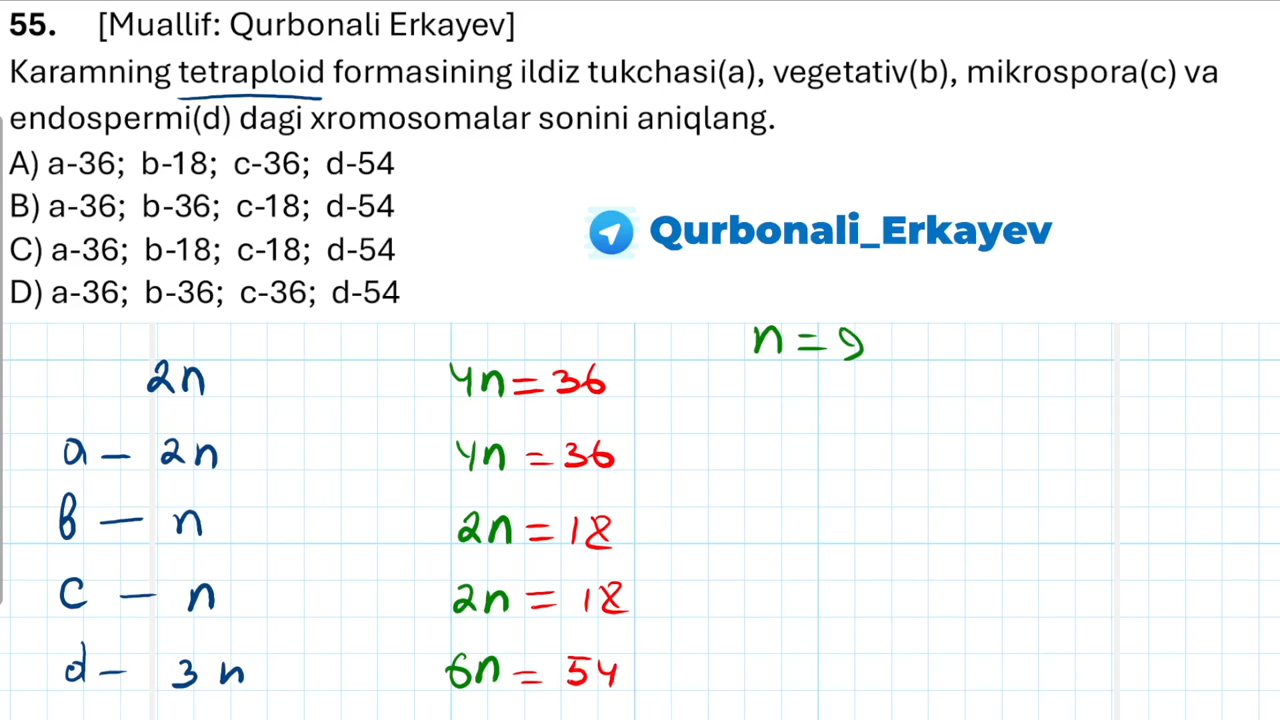 55. [Muallif: Qurbonali Erkayev]
Karamning tetraploid formasining ildiz tukchasi(a), vegetativ(b), mikrospora(c) va
endospermi(d) dagi xromosomalar sonini aniqlang.
A) a-36; b-18; c-36; d-54
B) a-36; b-36; c-18; d-54
C) a-36; b-18; c-18; d-54
D) a-36; b-36; c-36; d-54
Qurbonali_Erkayev
n = 9
2n 4n = 36
a – 2n 4n = 36
b – n 2n = 18
c – n 2n = 18
d – 3n 6n = 54